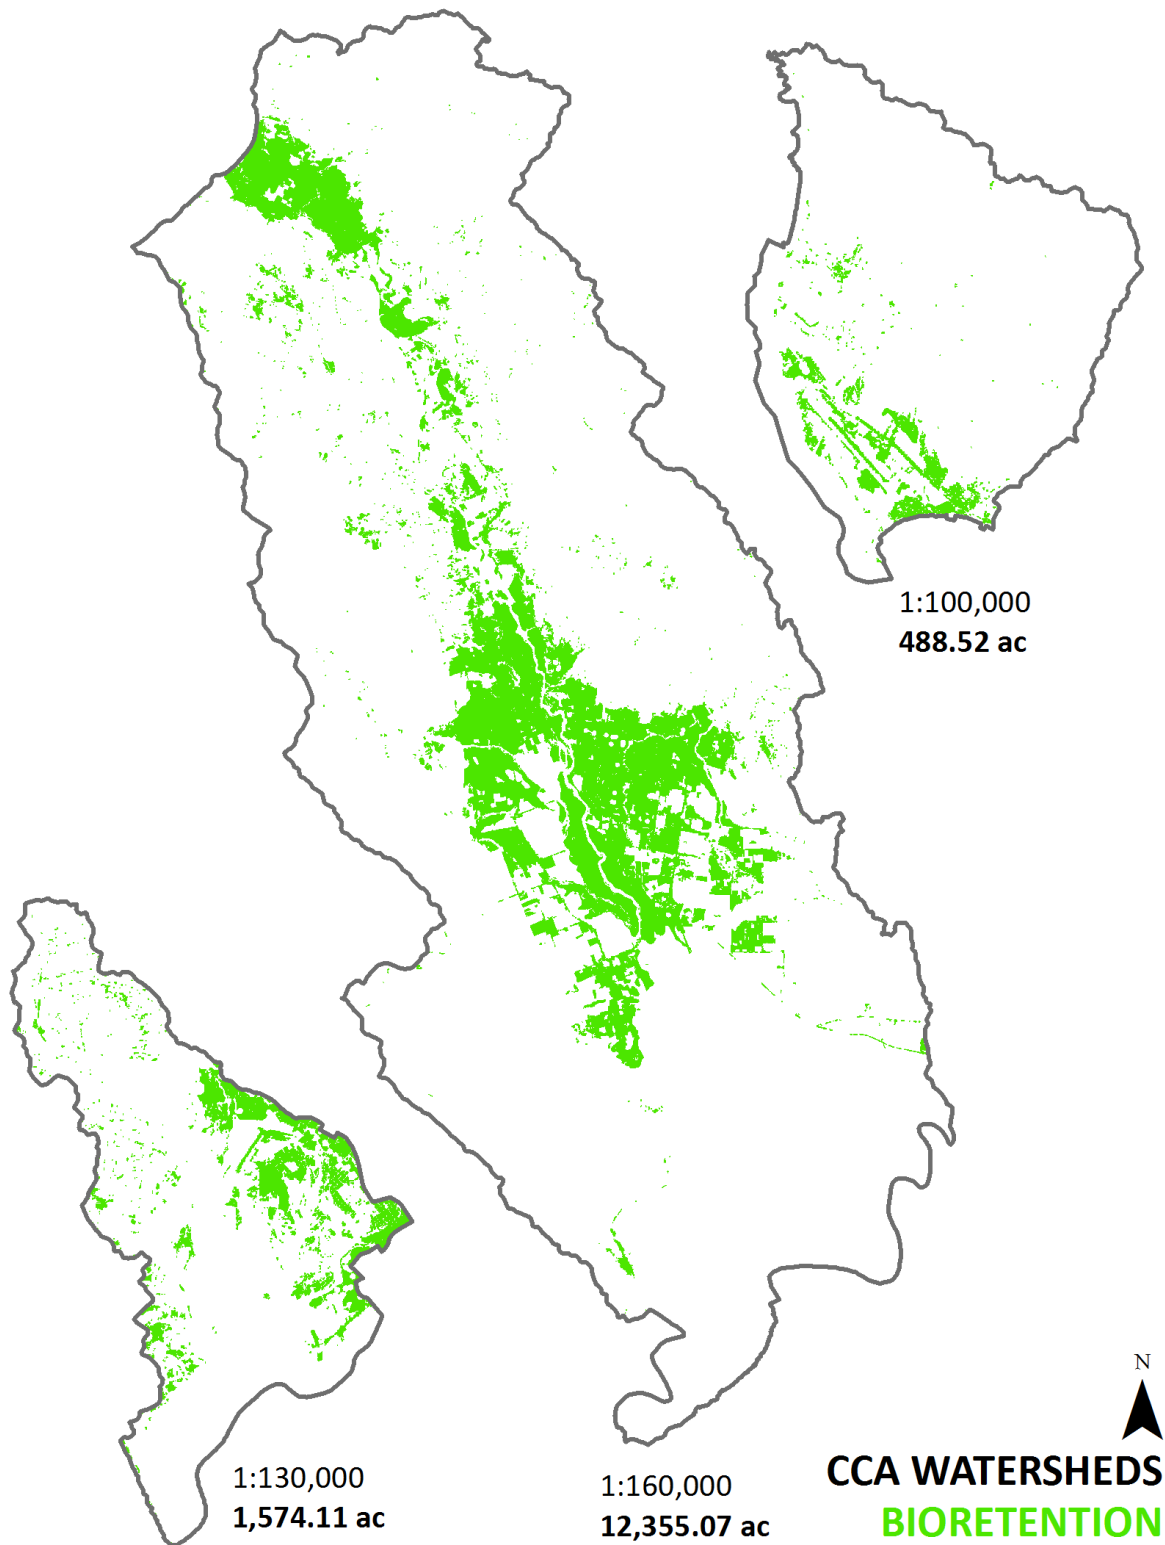 1:100,000
488.52 ac
N
1:130,000
1,574.11 ac
1:160,000
12,355.07 ac
CCA WATERSHEDS
BIORETENTION